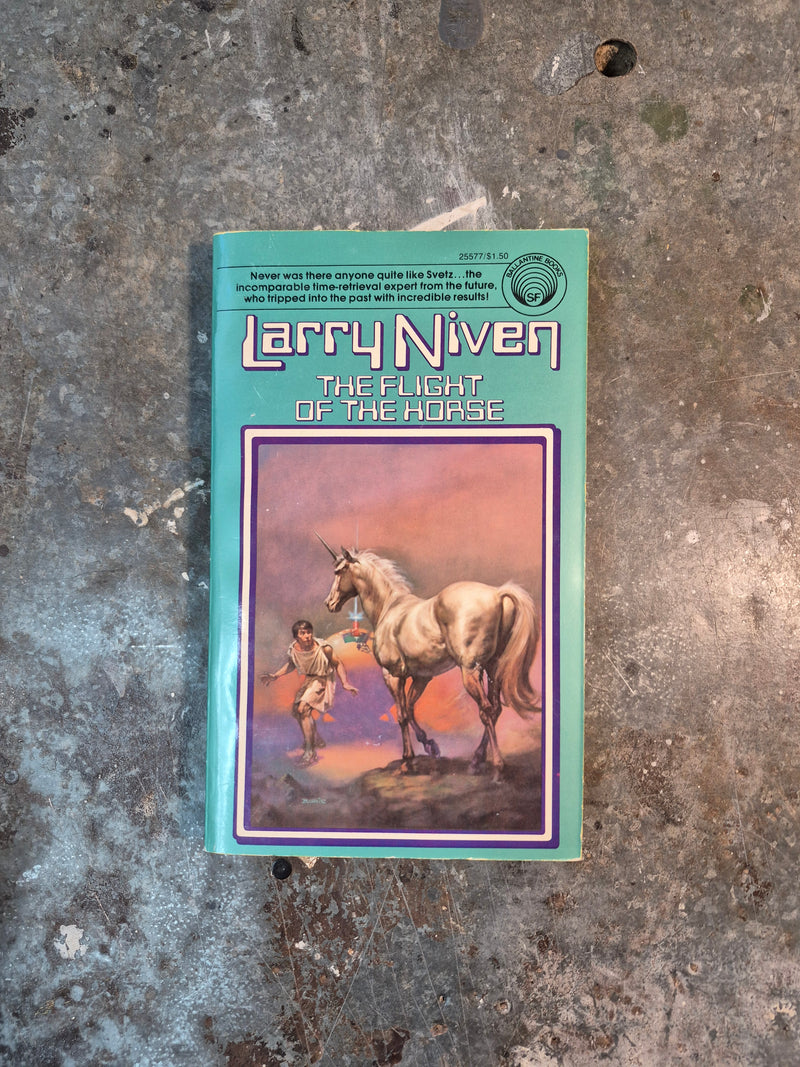 25577/$1.50
Never was there anyone quite like Svetz...the
incomparable time-retrieval expert from the future,
who tripped into the past with incredible results!
BALLANTINE BOOKS
SF
Larry Niven
THE FLIGHT
OF THE HORSE